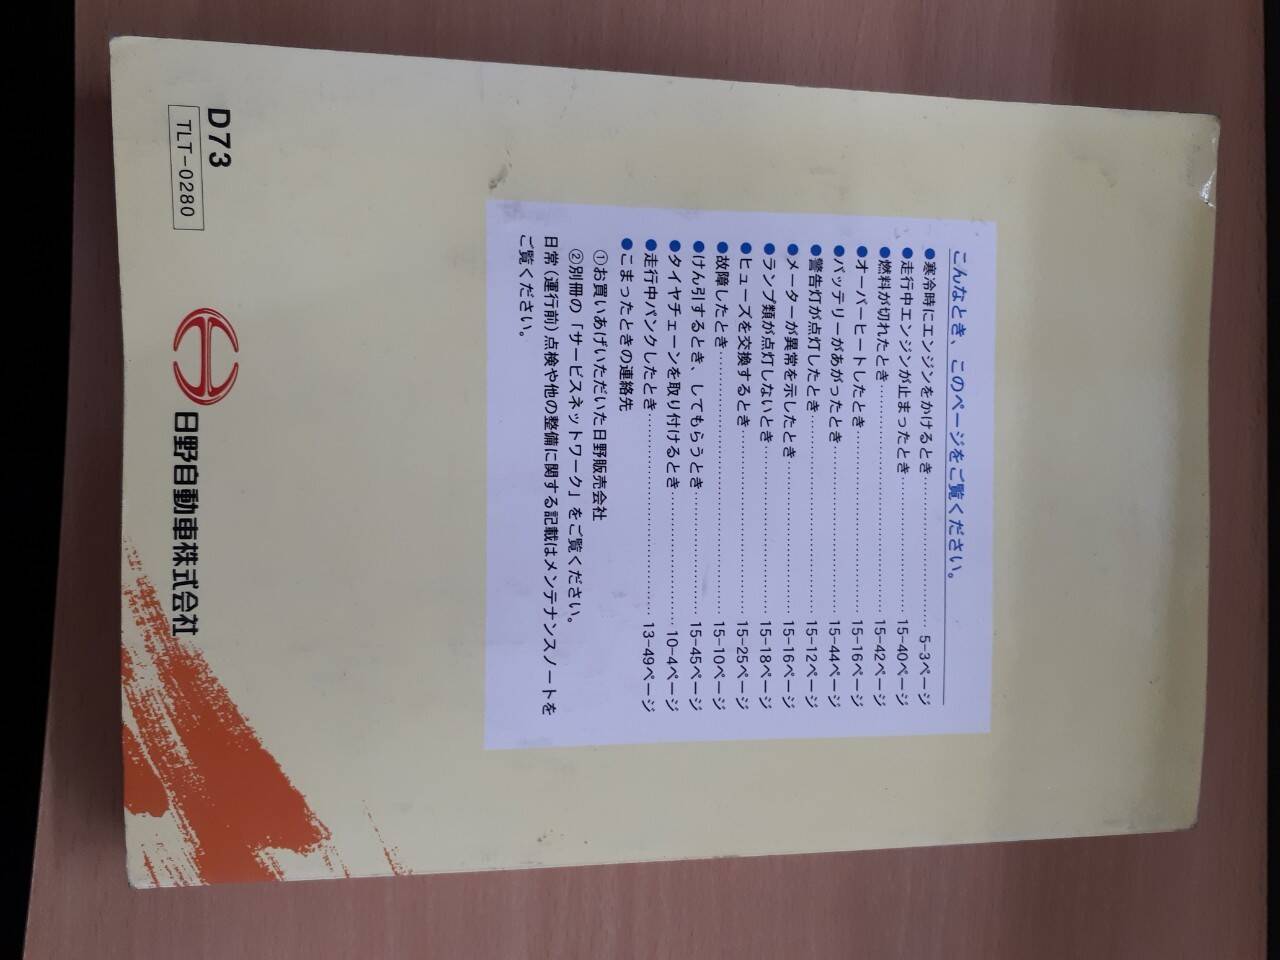 こんなとき、このページをご覧ください。
●寒冷時にエンジンをかけるとき…………………… 5-3ページ
●走行中エンジンが止まったとき…………………… 15-40ページ
●燃料が切れたとき…………………… 15-42ページ
●オーバーヒートしたとき…………………… 15-16ページ
●バッテリーがあがったとき…………………… 15-44ページ
●警告灯が点灯したとき…………………… 15-12ページ
●メーターが異常を示したとき…………………… 15-16ページ
●ランプ類が点灯しないとき…………………… 15-18ページ
●ヒューズを交換するとき…………………… 15-25ページ
●故障したとき…………………… 15-10ページ
●けん引するとき、してもらうとき…………………… 15-45ページ
●タイヤチェーンを取り付けるとき…………………… 10-4ページ
●走行中パンクしたとき…………………… 13-49ページ
●こまったときの連絡先
①お買いあげいただいた日野販売会社
②別冊の「サービスネットワーク」をご覧ください。
日常(運行前)点検や他の整備に関する記載はメンテナンスノートを
ご覧ください。
D73
TLT-0280
日野自動車株式会社